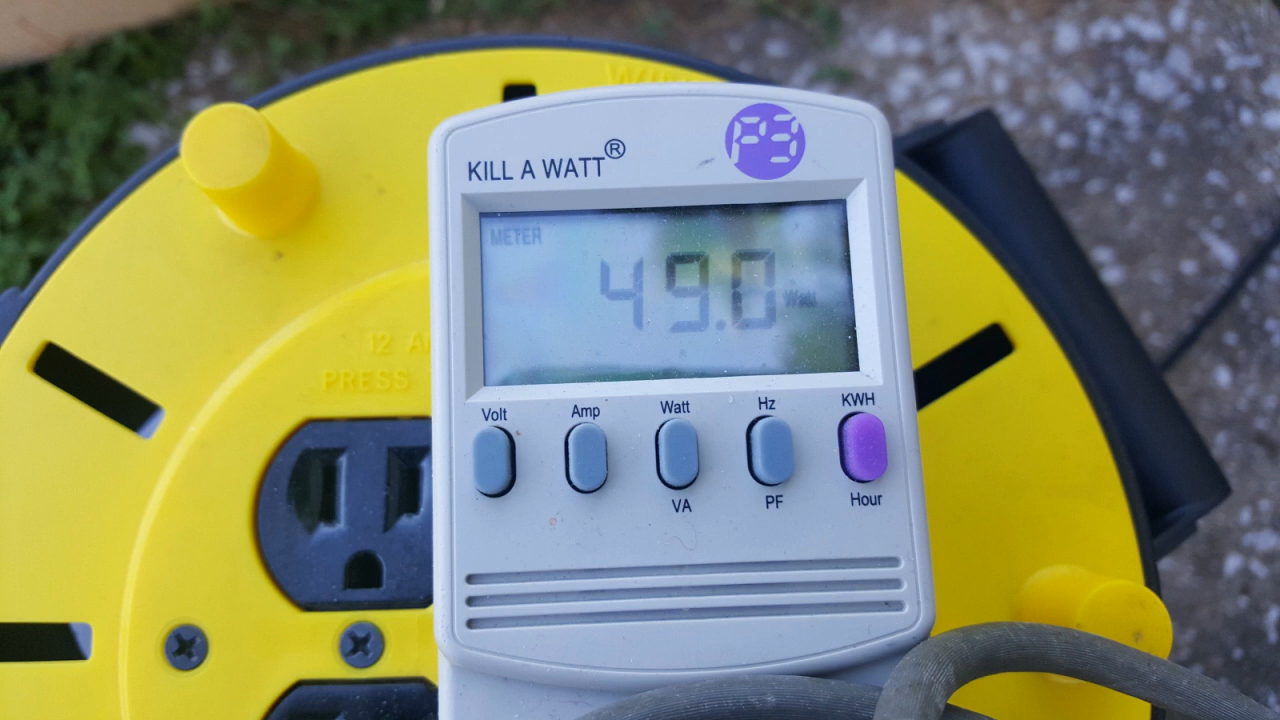 KILL A WATT®
P3
METER
49.0 Watt
Volt Amp Watt Hz KWH
VA PF Hour
12 A
PRESS